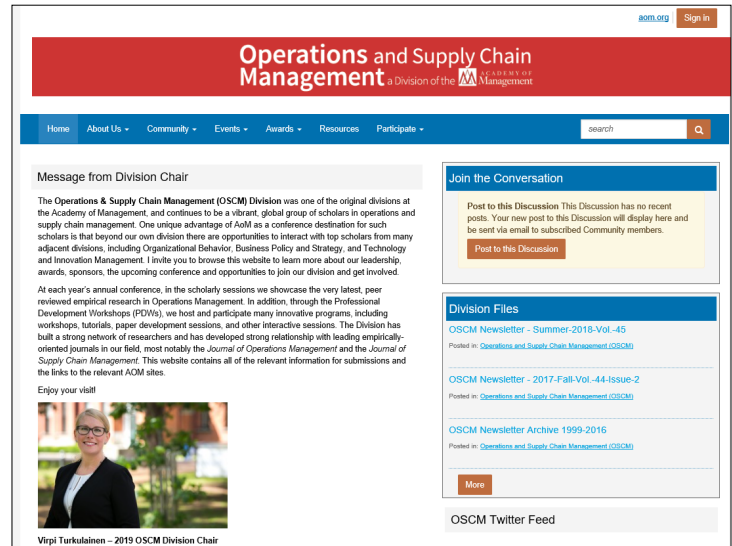 aom.org
Sign in
Operations and Supply Chain
Management a Division of the ACADEMY OF Management
Home
About Us
Community
Events
Awards
Resources
Participate
search
Message from Division Chair
The Operations & Supply Chain Management (OSCM) Division was one of the original divisions at
the Academy of Management, and continues to be a vibrant, global group of scholars in operations and
supply chain management. One unique advantage of AoM as a conference destination for such
scholars is that beyond our own division there are opportunities to interact with top scholars from many
adjacent divisions, including Organizational Behavior, Business Policy and Strategy, and Technology
and Innovation Management. I invite you to browse this website to learn more about our leadership,
awards, sponsors, the upcoming conference and opportunities to join our division and get involved.
At each year's annual conference, in the scholarly sessions we showcase the very latest, peer
reviewed empirical research in Operations Management. In addition, through the Professional
Development Workshops (PDWs), we host and participate many innovative programs, including
workshops, tutorials, paper development sessions, and other interactive sessions. The Division has
built a strong network of researchers and has developed strong relationship with leading empirically-
oriented journals in our field, most notably the Journal of Operations Management and the Journal of
Supply Chain Management. This website contains all of the relevant information for submissions and
the links to the relevant AOM sites.
Enjoy your visit!
Virpi Turkulainen – 2019 OSCM Division Chair
Join the Conversation
Post to this Discussion This Discussion has no recent
posts. Your new post to this Discussion will display here and
be sent via email to subscribed Community members.
Post to this Discussion
Division Files
OSCM Newsletter - Summer-2018-Vol.-45
Posted in: Operations and Supply Chain Management (OSCM)
OSCM Newsletter - 2017-Fall-Vol.-44-Issue-2
Posted in: Operations and Supply Chain Management (OSCM)
OSCM Newsletter Archive 1999-2016
Posted in: Operations and Supply Chain Management (OSCM)
More
OSCM Twitter Feed